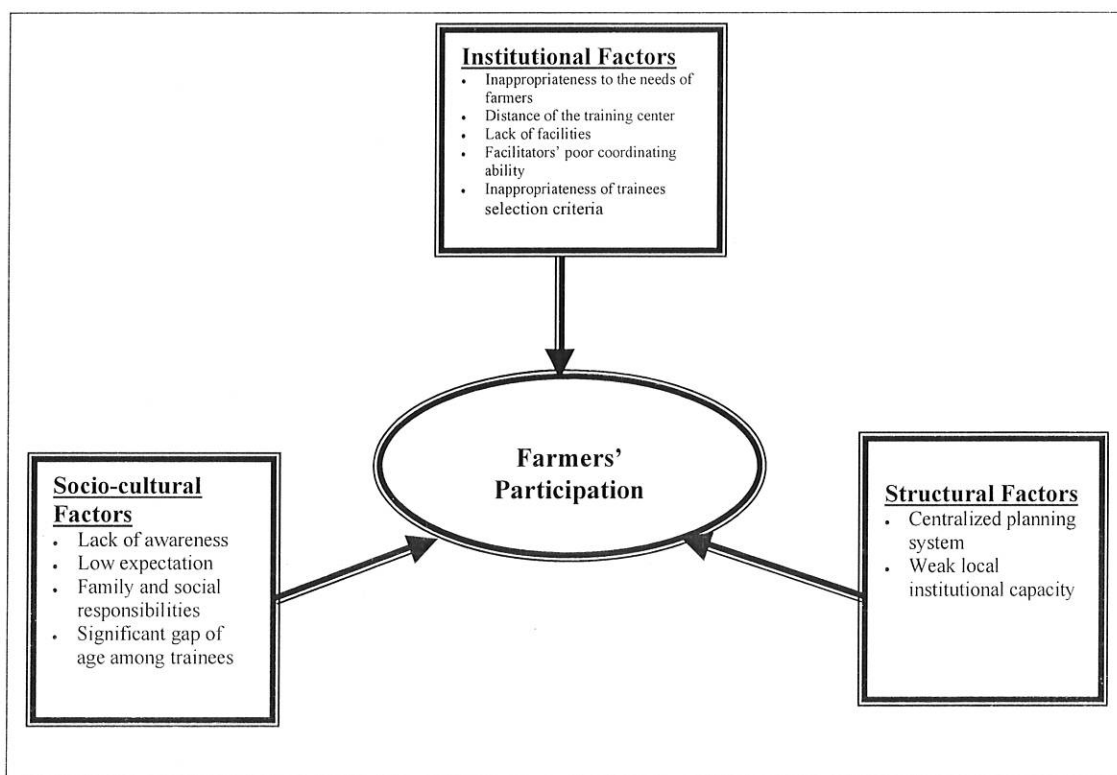 Institutional Factors
• Inappropriateness to the needs of
farmers
• Distance of the training center
• Lack of facilities
• Facilitators' poor coordinating
ability
• Inappropriateness of trainees
selection criteria
Farmers'
Participation
Socio-cultural
Factors
• Lack of awareness
• Low expectation
• Family and social
responsibilities
• Significant gap of
age among trainees
Structural Factors
• Centralized planning
system
• Weak local
institutional capacity